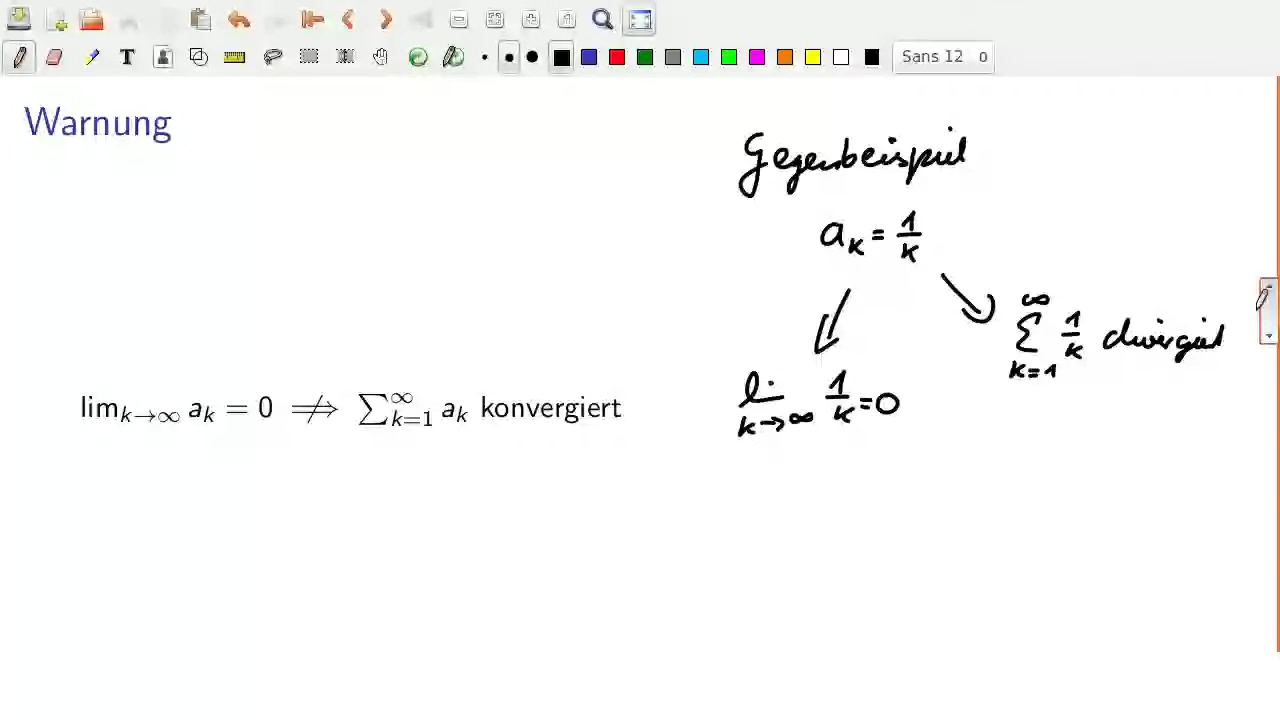 Sans 12
Warnung
Gegenbeispiel
a_k = 1/k
∑_{k=1}^∞ 1/k divergiert
lim_{k→∞} 1/k = 0
lim_{k→∞} a_k = 0 ⇏ ∑_{k=1}^∞ a_k konvergiert